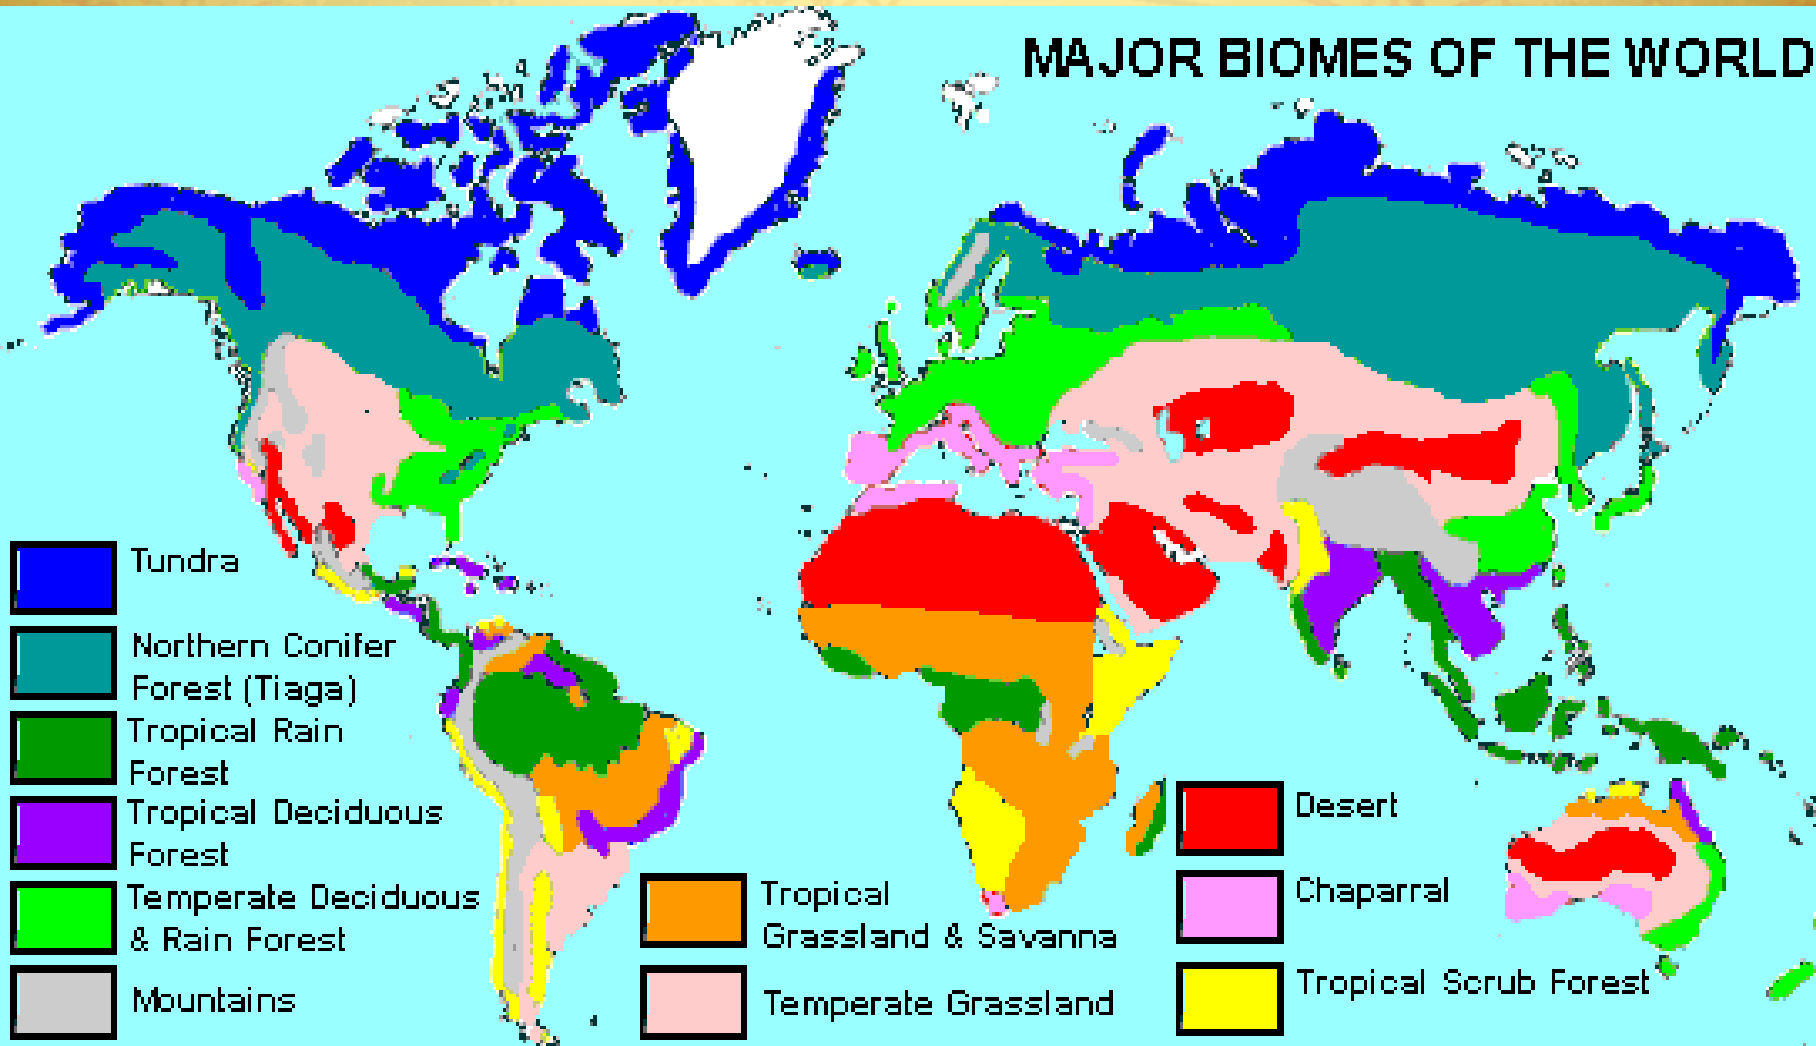 MAJOR BIOMES OF THE WORLD
Tundra
Northern Conifer
Forest (Tiaga)
Tropical Rain
Forest
Tropical Deciduous
Forest
Temperate Deciduous
& Rain Forest
Mountains
Tropical
Grassland & Savanna
Temperate Grassland
Desert
Chaparral
Tropical Scrub Forest